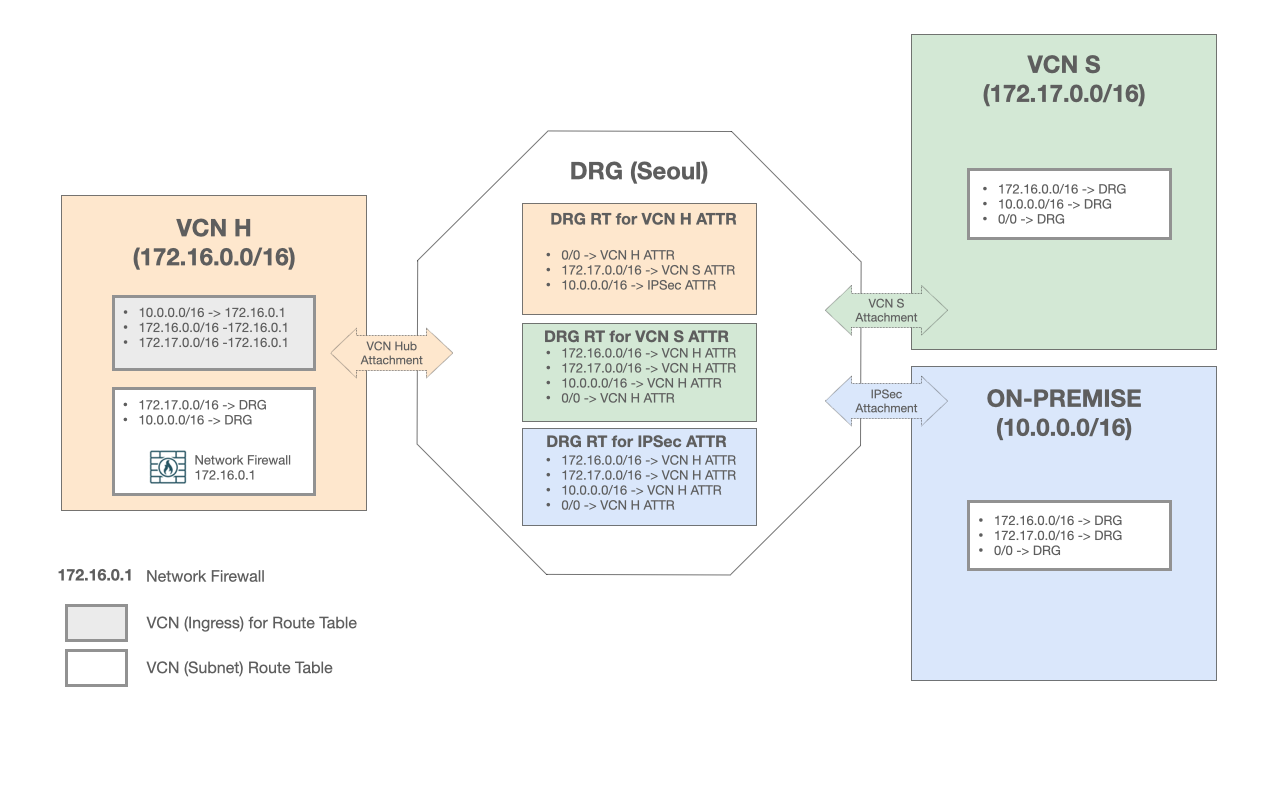 VCN H
(172.16.0.0/16)
• 10.0.0.0/16 -> 172.16.0.1
• 172.16.0.0/16 -172.16.0.1
• 172.17.0.0/16 -172.16.0.1
• 172.17.0.0/16 -> DRG
• 10.0.0.0/16 -> DRG
Network Firewall
172.16.0.1
VCN Hub
Attachment
DRG (Seoul)
DRG RT for VCN H ATTR
• 0/0 -> VCN H ATTR
• 172.17.0.0/16 -> VCN S ATTR
• 10.0.0.0/16 -> IPSec ATTR
DRG RT for VCN S ATTR
• 172.16.0.0/16 -> VCN H ATTR
• 172.17.0.0/16 -> VCN H ATTR
• 10.0.0.0/16 -> VCN H ATTR
• 0/0 -> VCN H ATTR
DRG RT for IPSec ATTR
• 172.16.0.0/16 -> VCN H ATTR
• 172.17.0.0/16 -> VCN H ATTR
• 10.0.0.0/16 -> VCN H ATTR
• 0/0 -> VCN H ATTR
VCN S
Attachment
IPSec
Attachment
VCN S
(172.17.0.0/16)
• 172.16.0.0/16 -> DRG
• 10.0.0.0/16 -> DRG
• 0/0 -> DRG
ON-PREMISE
(10.0.0.0/16)
• 172.16.0.0/16 -> DRG
• 172.17.0.0/16 -> DRG
• 0/0 -> DRG
172.16.0.1 Network Firewall
VCN (Ingress) for Route Table
VCN (Subnet) Route Table